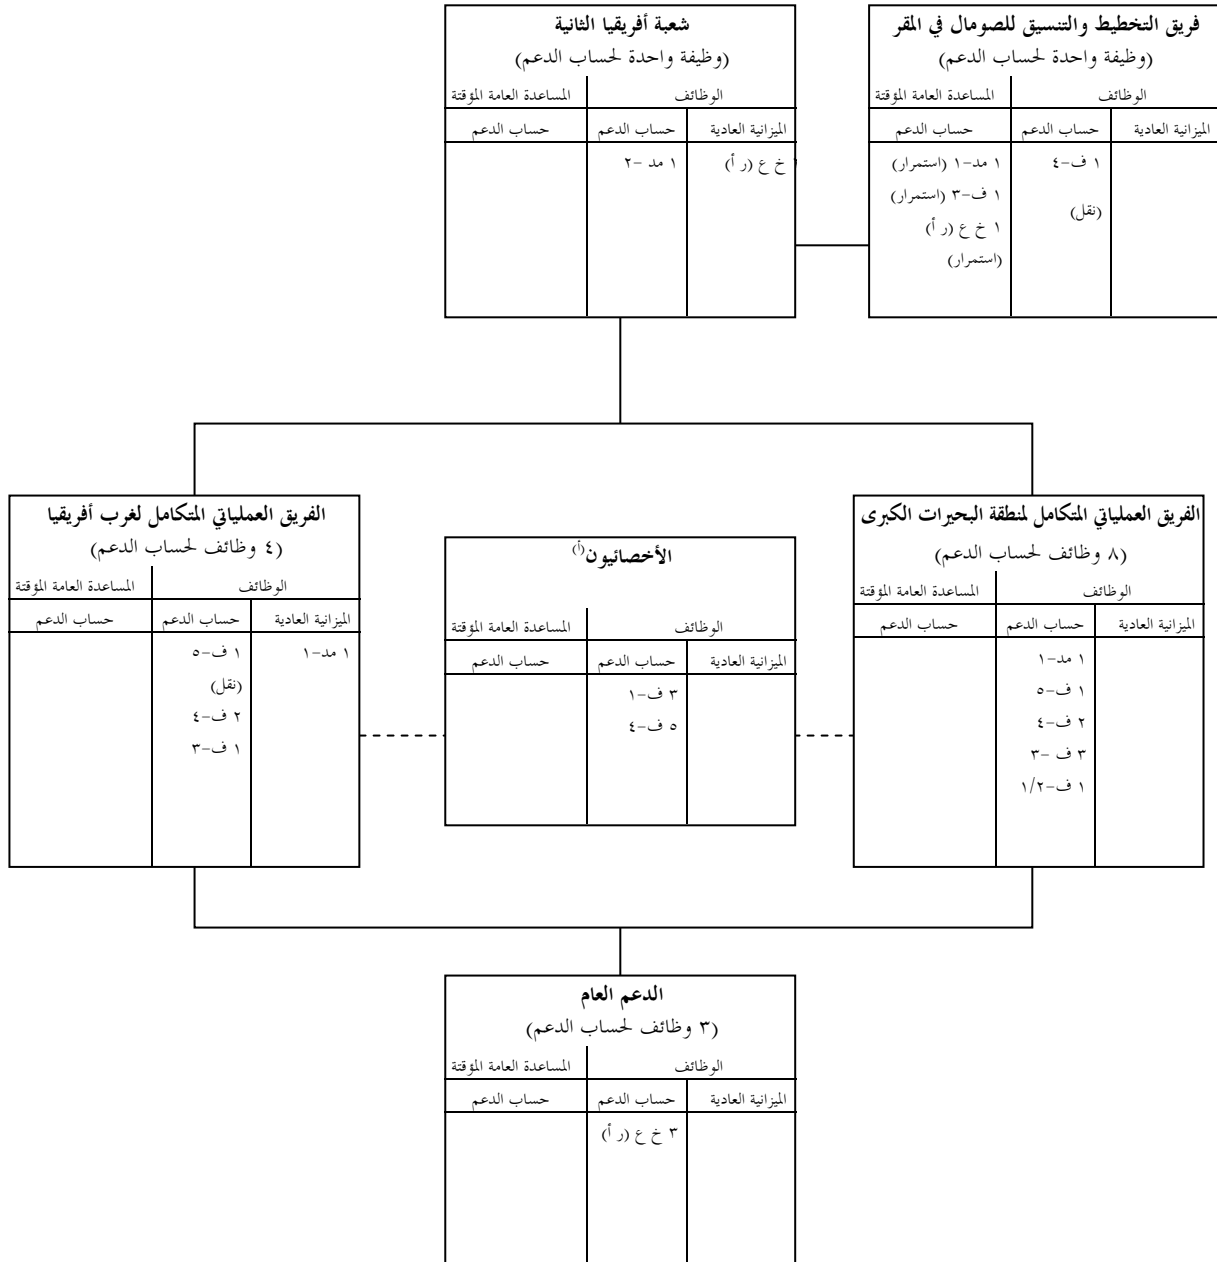 فريق التخطيط والتنسيق للصومال في المقر
(وظيفة واحدة لحساب الدعم)
الوظائف
المساعدة العامة المؤقتة
الميزانية العادية
حساب الدعم
حساب الدعم
١ ف-٤
(نقل)
١ مد-١ (استمرار)
١ ف-٣ (استمرار)
١ خ ع (ر أ)
(استمرار)
شعبة أفريقيا الثانية
(وظيفة واحدة لحساب الدعم)
الوظائف
المساعدة العامة المؤقتة
الميزانية العادية
حساب الدعم
حساب الدعم
١ خ ع (ر أ)
١ مد -٢
الفريق العملياتي المتكامل لمنطقة البحيرات الكبرى
(٨ وظائف لحساب الدعم)
الوظائف
المساعدة العامة المؤقتة
الميزانية العادية
حساب الدعم
حساب الدعم
١ مد-١
١ ف-٥
٢ ف-٤
٣ ف -٣
١ ف-١/٢
الأخصائيون(أ)
الوظائف
المساعدة العامة المؤقتة
الميزانية العادية
حساب الدعم
حساب الدعم
٣ ف-١
٥ ف-٤
الفريق العملياتي المتكامل لغرب أفريقيا
(٤ وظائف لحساب الدعم)
الوظائف
المساعدة العامة المؤقتة
الميزانية العادية
حساب الدعم
حساب الدعم
١ مد-١
١ ف-٥
(نقل)
٢ ف-٤
١ ف-٣
الدعم العام
(٣ وظائف لحساب الدعم)
الوظائف
المساعدة العامة المؤقتة
الميزانية العادية
حساب الدعم
حساب الدعم
٣ خ ع (ر أ)